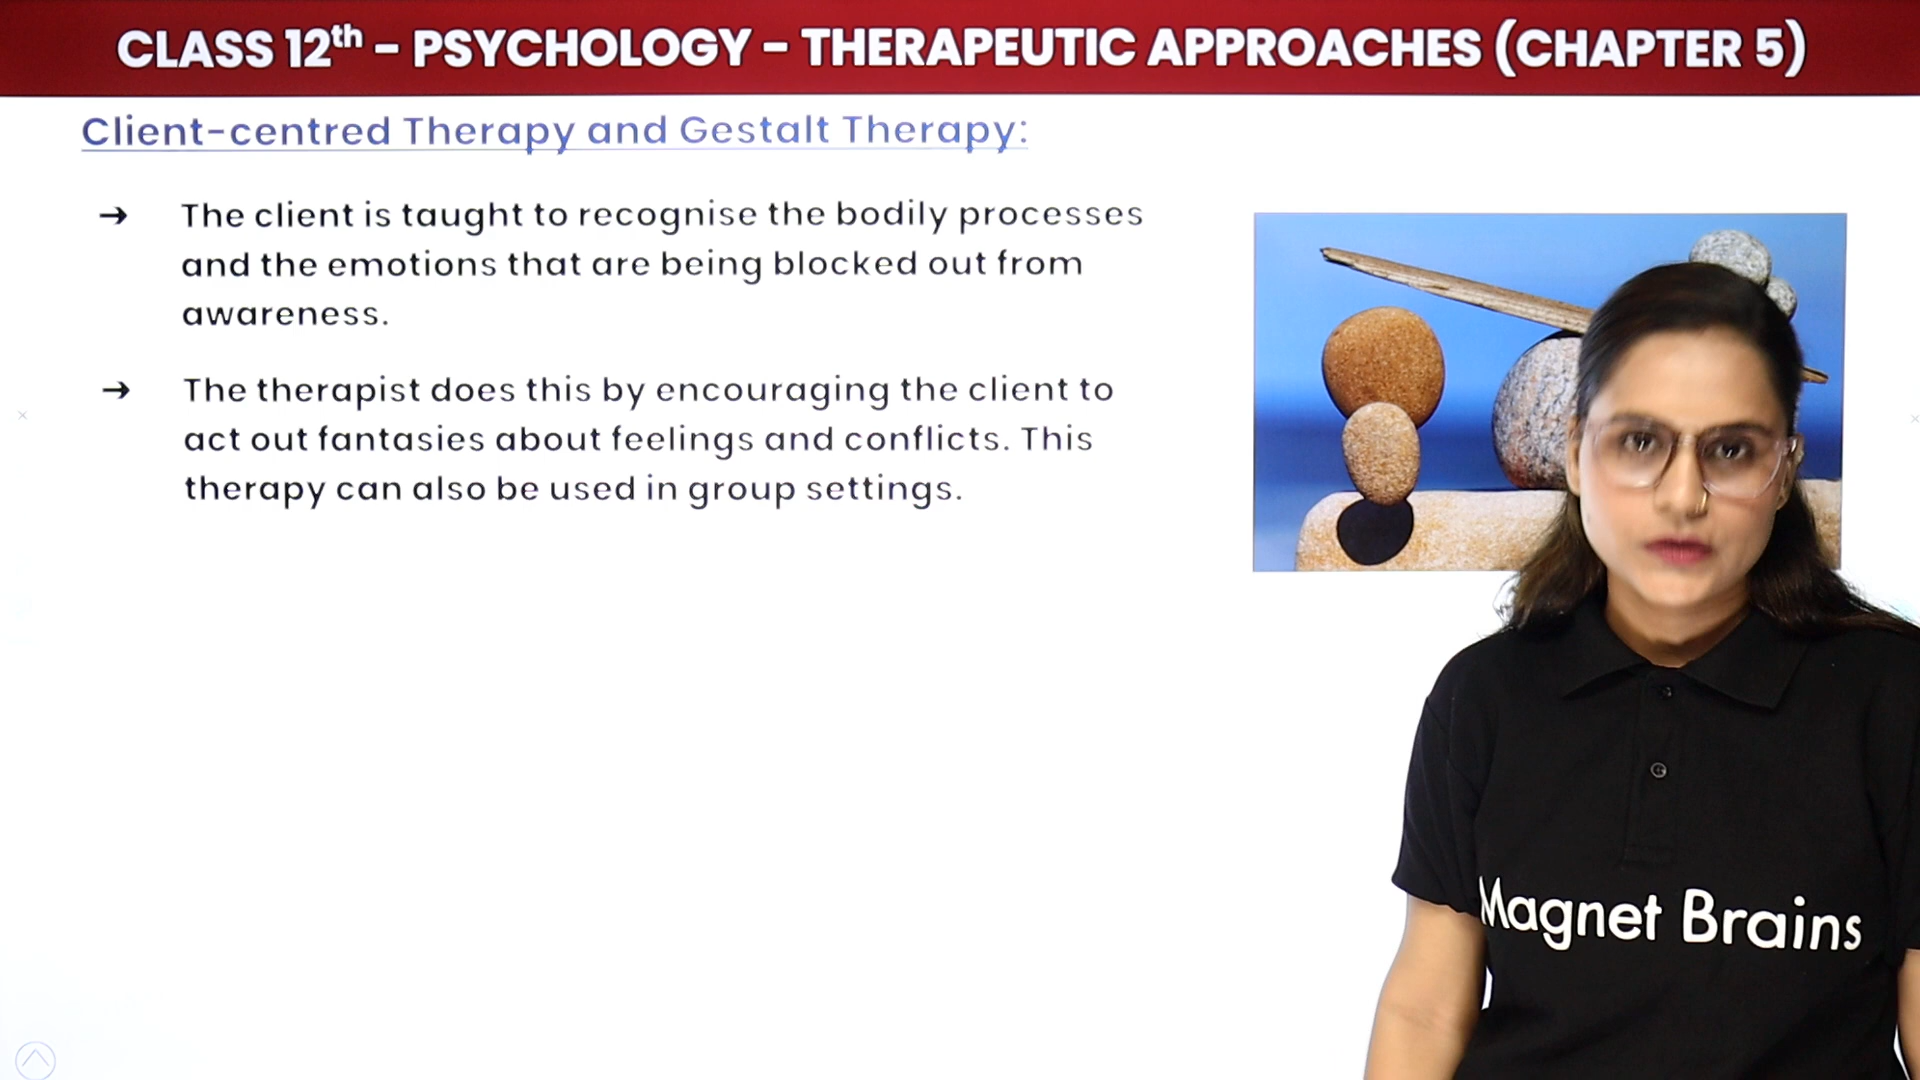 CLASS 12th – PSYCHOLOGY – THERAPEUTIC APPROACHES (CHAPTER 5)
Client-centred Therapy and Gestalt Therapy:
→ The client is taught to recognise the bodily processes
and the emotions that are being blocked out from
awareness.
→ The therapist does this by encouraging the client to
act out fantasies about feelings and conflicts. This
therapy can also be used in group settings.
Magnet Brains